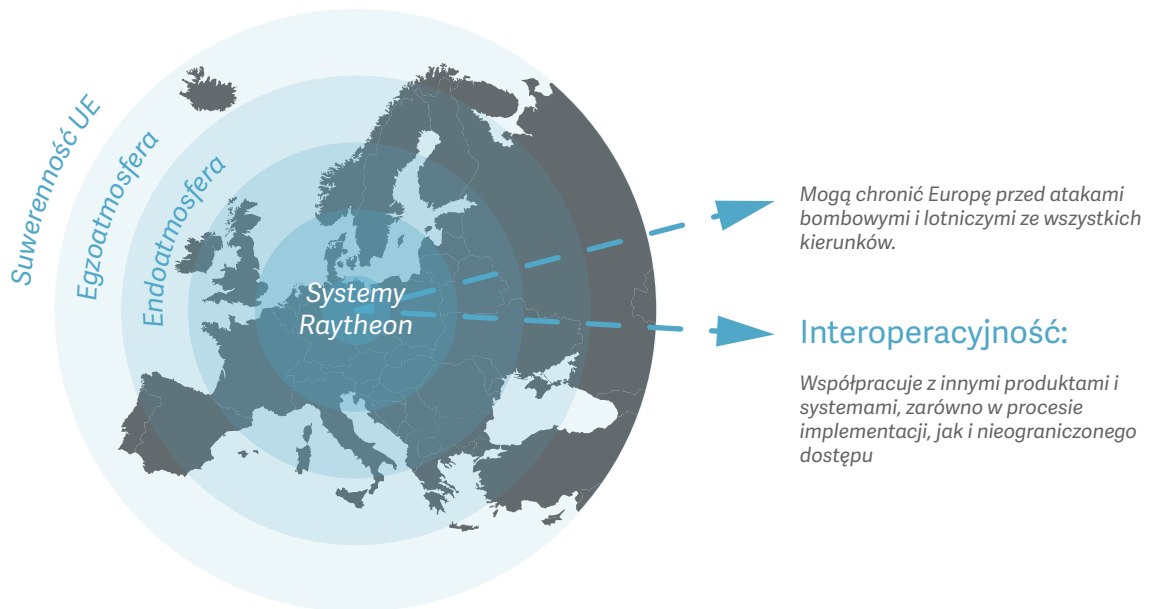 Suwerenność UE
Egzoatmosfera
Endoatmosfera
Systemy
Raytheon
Mogą chronić Europę przed atakami
bombowymi i lotniczymi ze wszystkich
kierunków.
Interoperacyjność:
Współpracuje z innymi produktami i
systemami, zarówno w procesie
implementacji, jak i nieograniczonego
dostępu